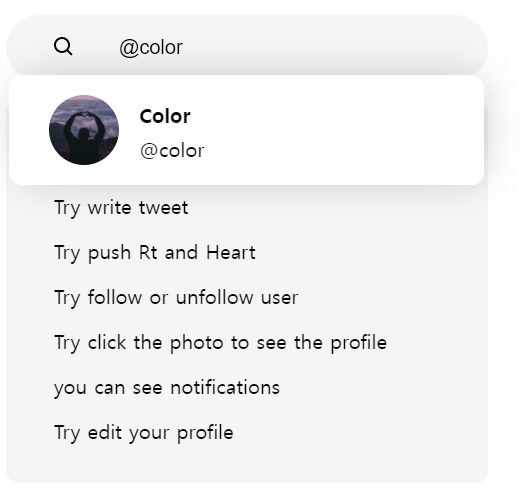 @color
Color
@color
Try write tweet
Try push Rt and Heart
Try follow or unfollow user
Try click the photo to see the profile
you can see notifications
Try edit your profile